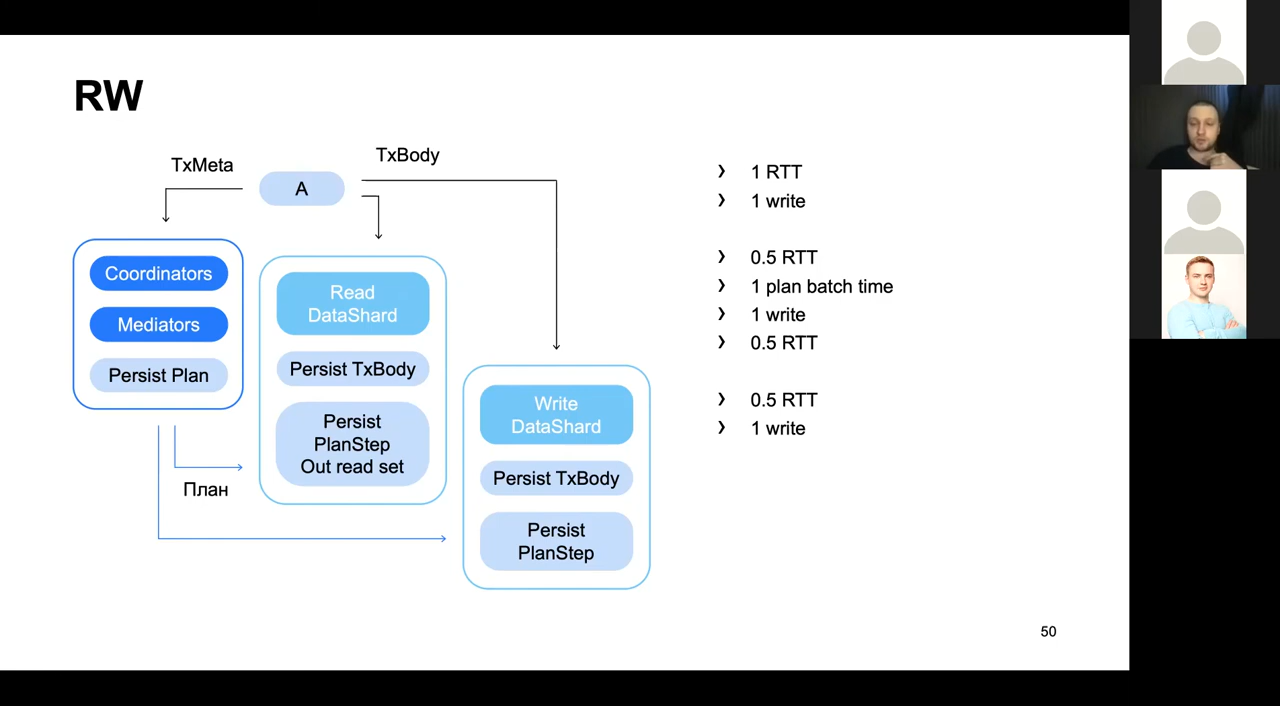 RW
TxMeta
TxBody
A
Coordinators
Mediators
Persist Plan
Read
DataShard
Persist TxBody
Persist
PlanStep
Out read set
План
Write
DataShard
Persist TxBody
Persist
PlanStep
› 1 RTT
› 1 write
› 0.5 RTT
› 1 plan batch time
› 1 write
› 0.5 RTT
› 0.5 RTT
› 1 write
50